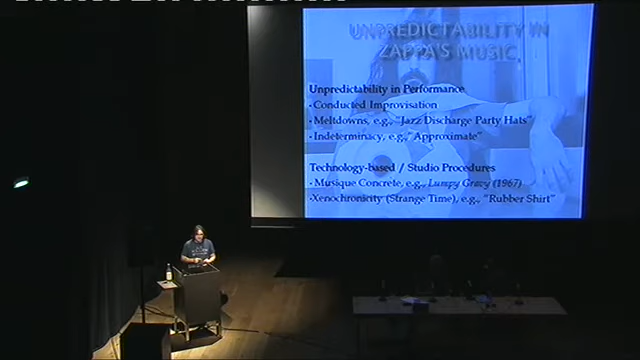 UNPREDICTABILITY IN
ZAPPA'S MUSIC
Unpredictability in Performance
-Conducted Improvisation
-Meltdowns, e.g., "Jazz Discharge Party Hats"
-Indeterminacy, e.g., "Approximate"
Technology-based / Studio Procedures
-Musique Concrete, e.g., Lumpy Gravy (1967)
-Xenochronicity (Strange Time), e.g., "Rubber Shirt"